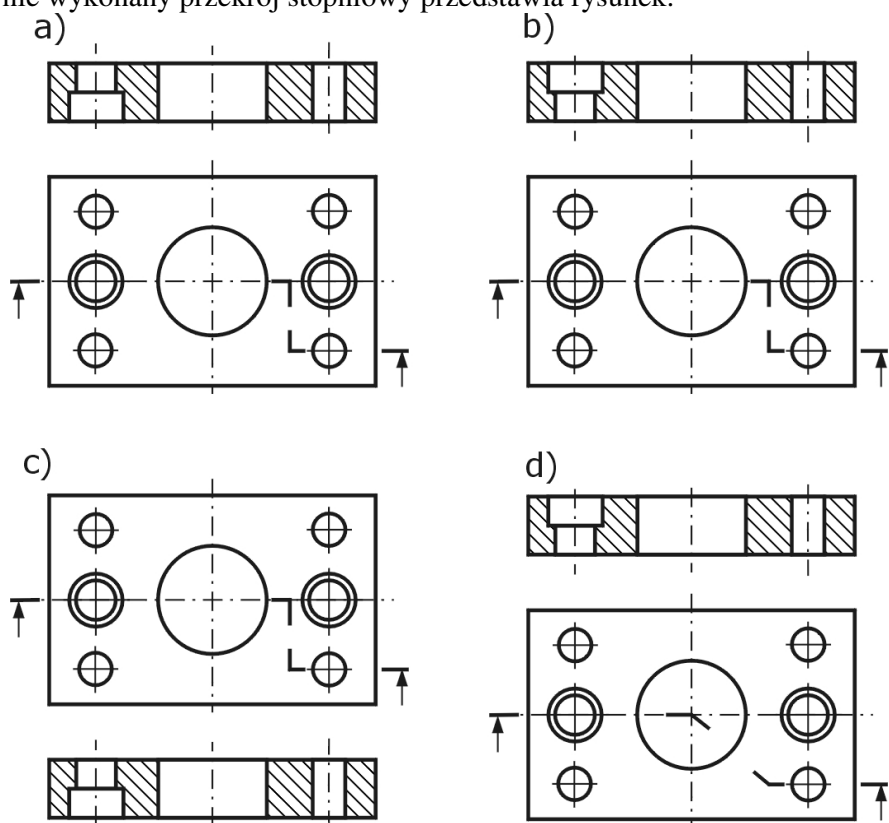 nie wykonany przekrój stopniowy przedstawia rysunek:
a)
b)
c)
d)